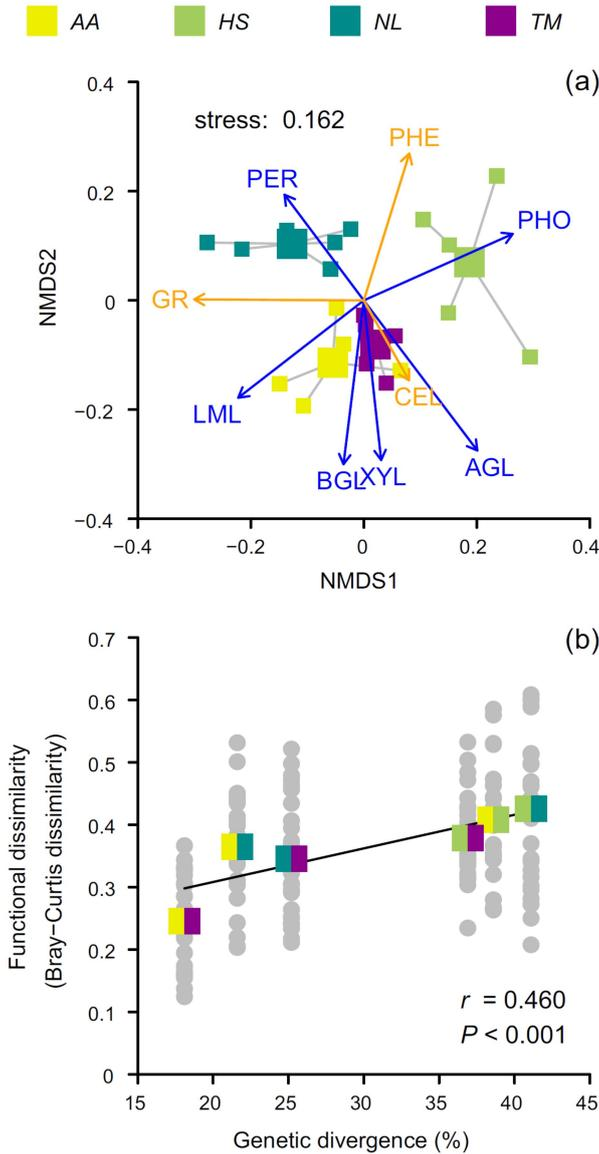 AA HS NL TM
(a)
0.4
stress: 0.162
PHE
PER
0.2
PHO
NMDS2
0
GR
CEL
−0.2
LML
BGL XYL AGL
−0.4
−0.4 −0.2 0 0.2 0.4
NMDS1
(b)
0.7
0.6
0.5
0.4
Functional dissimilarity
(Bray−Curtis dissimilarity)
0.3
0.2
0.1
r = 0.460
P < 0.001
0
15 20 25 30 35 40 45
Genetic divergence (%)